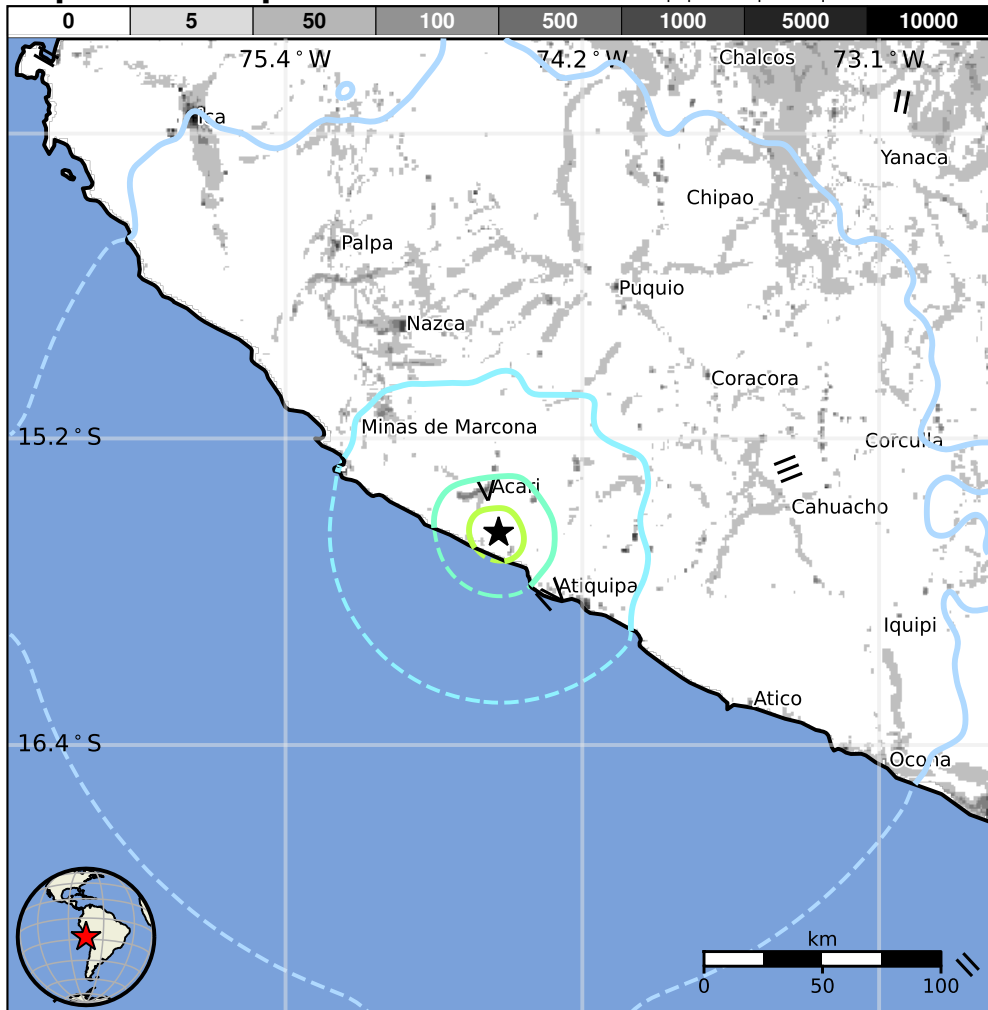 0 5 50 100 500 1000 5000 10000
75.4°W 74.2°W 73.1°W
Chalcos
Ica
Yanaca
Chipao
Palpa
Puquio
Nazca
Coracora
Minas de Marcona
15.2°S
Corculla
III
V
Acari
Cahuacho
IV
Atiquipa
Iquipi
Atico
16.4°S
Ocona
km
II
0 50 100